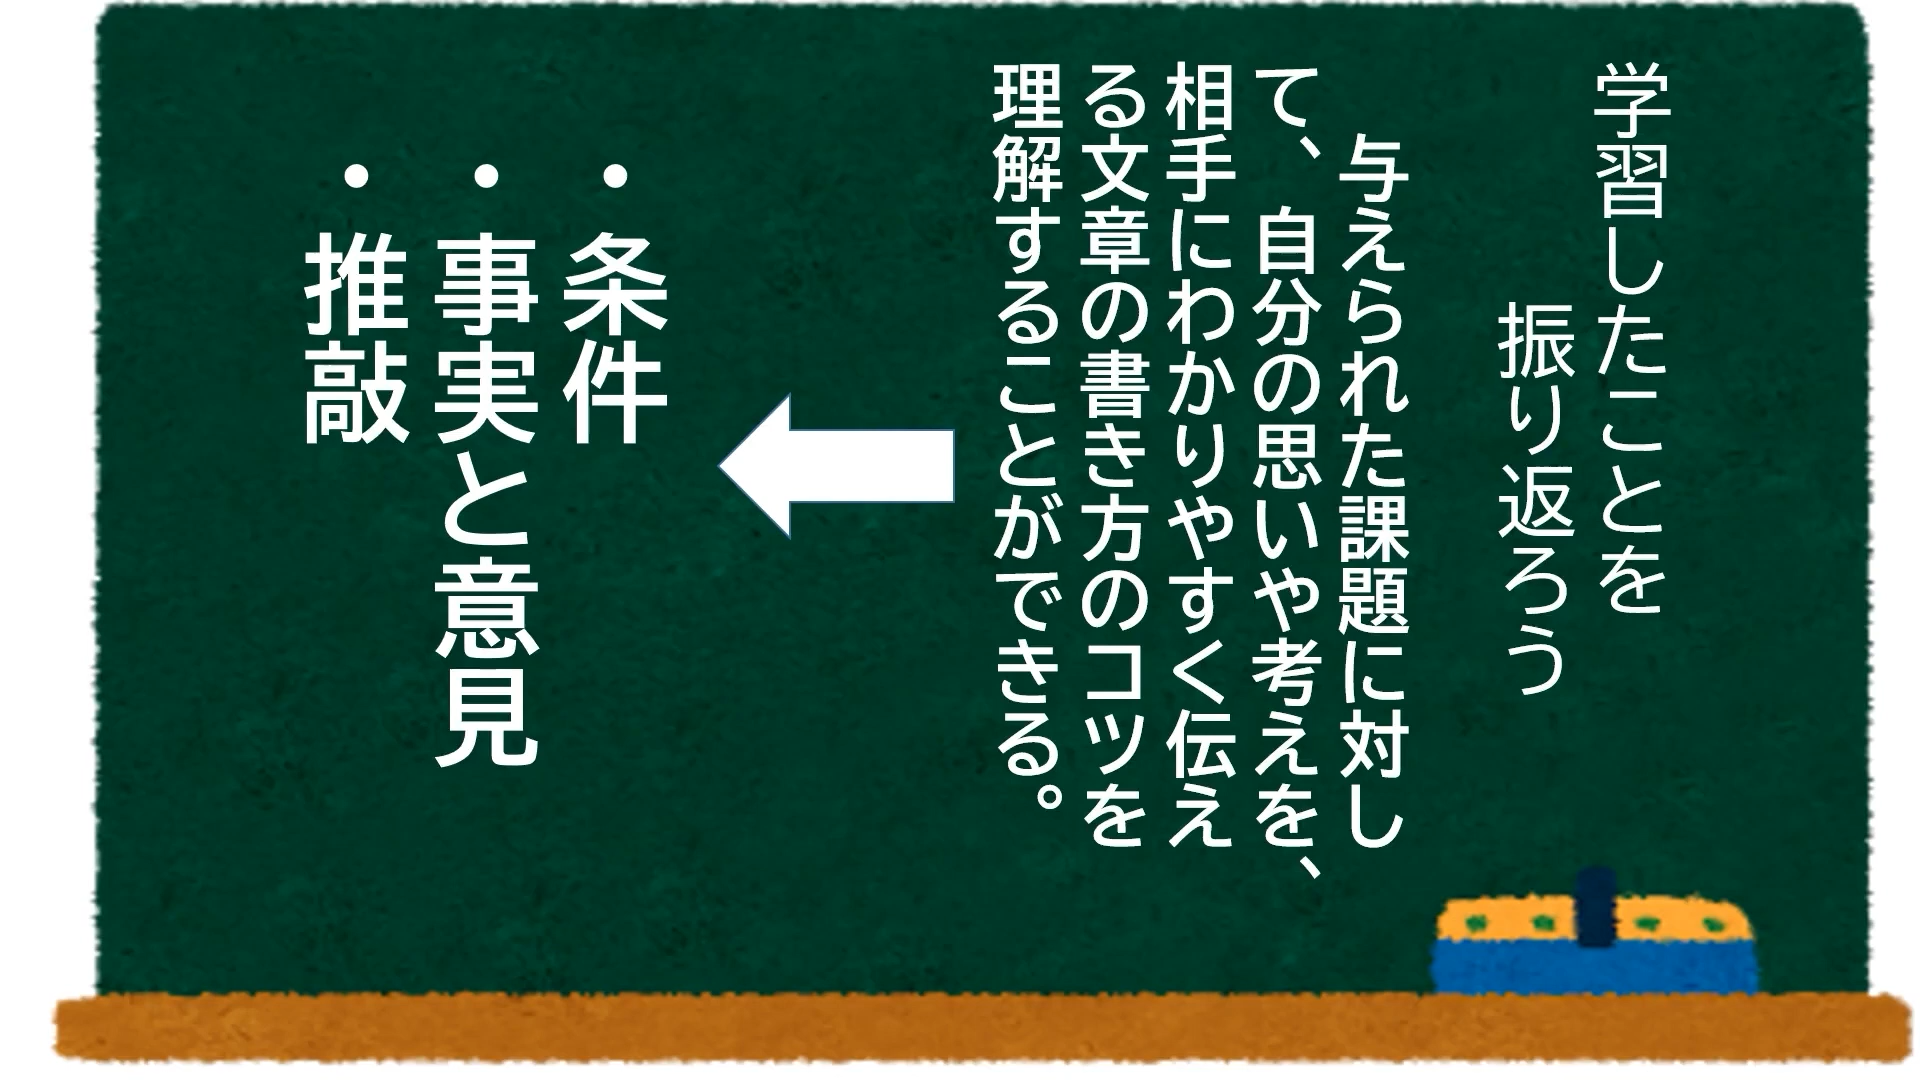 学習したことを
振り返ろう
与えられた課題に対し
て、自分の思いや考えを、
相手にわかりやすく伝え
る文章の書き方のコツを
理解することができる。
・条件
・事実と意見
・推敲